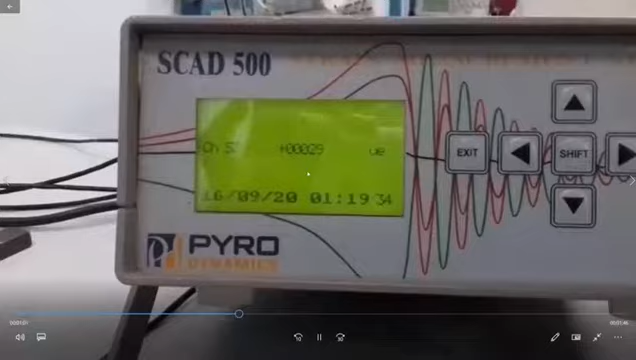 SCAD 500
+00029 ue
16/09/20 01:19 34
EXIT
SHIFT
PYRO
DYNAMICS